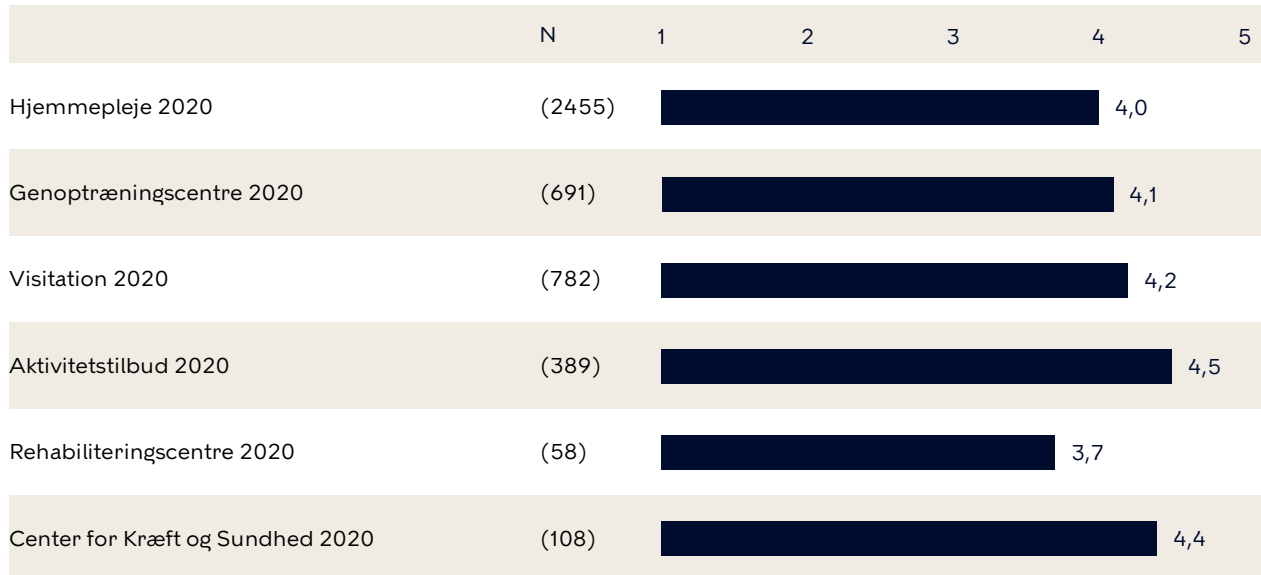 N 1 2 3 4 5
Hjemmepleje 2020 (2455) 4,0
Genoptræningscentre 2020 (691) 4,1
Visitation 2020 (782) 4,2
Aktivitetstilbud 2020 (389) 4,5
Rehabiliteringscentre 2020 (58) 3,7
Center for Kræft og Sundhed 2020 (108) 4,4